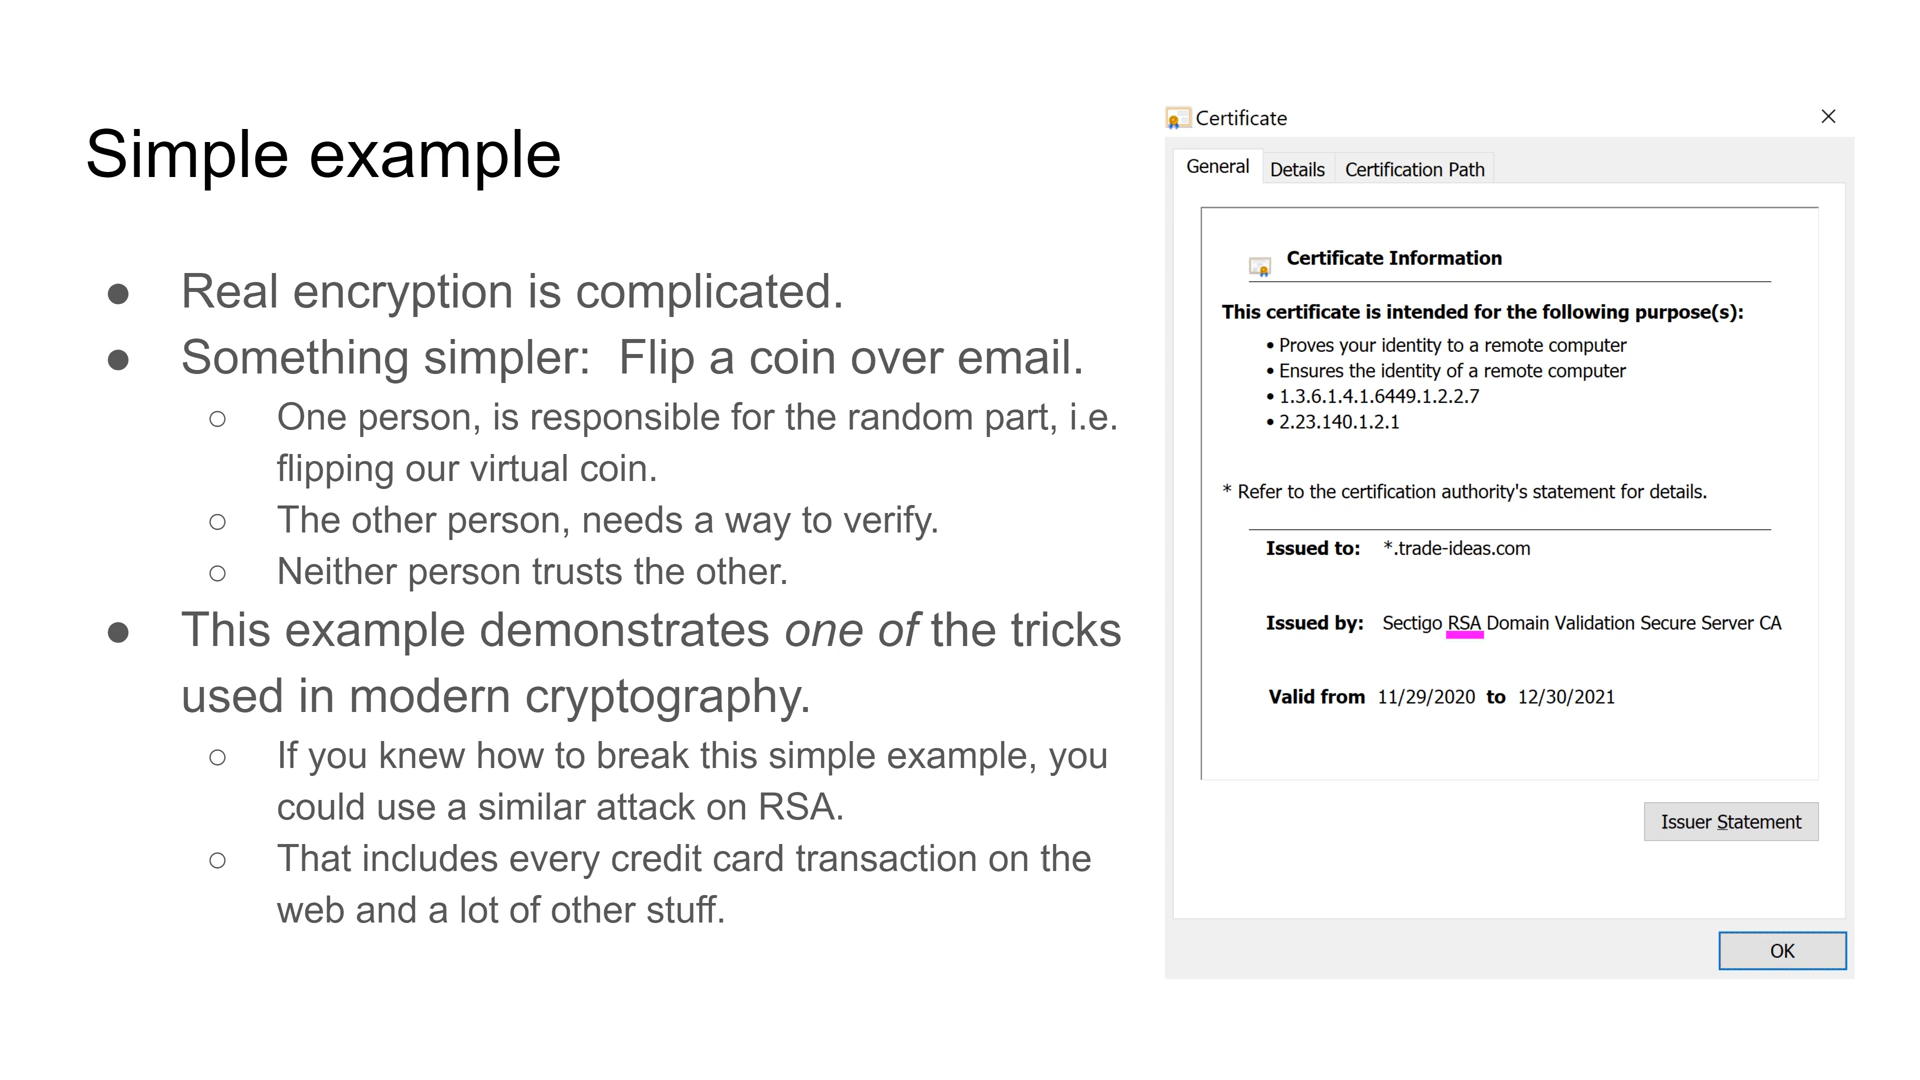 Simple example
● Real encryption is complicated.
● Something simpler:  Flip a coin over email.
○ One person, is responsible for the random part, i.e.
flipping our virtual coin.
○ The other person, needs a way to verify.
○ Neither person trusts the other.
● This example demonstrates one of the tricks
used in modern cryptography.
○ If you knew how to break this simple example, you
could use a similar attack on RSA.
○ That includes every credit card transaction on the
web and a lot of other stuff.
Certificate
General Details Certification Path
Certificate Information
This certificate is intended for the following purpose(s):
• Proves your identity to a remote computer
• Ensures the identity of a remote computer
• 1.3.6.1.4.1.6449.1.2.2.7
• 2.23.140.1.2.1
* Refer to the certification authority's statement for details.
Issued to: *.trade-ideas.com
Issued by: Sectigo RSA Domain Validation Secure Server CA
Valid from 11/29/2020 to 12/30/2021
Issuer Statement
OK